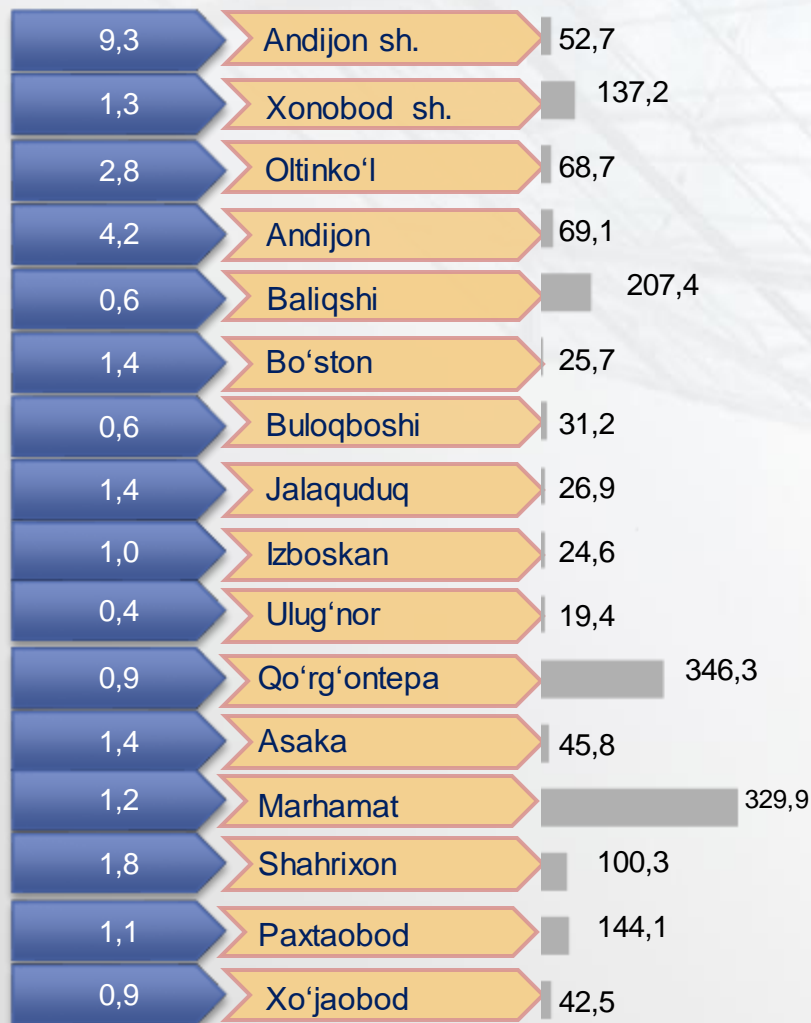 9,3 Andijon sh. 52,7
1,3 Xonobod sh. 137,2
2,8 Oltinko‘l 68,7
4,2 Andijon 69,1
0,6 Baliqshi 207,4
1,4 Bo‘ston 25,7
0,6 Buloqboshi 31,2
1,4 Jalaquduq 26,9
1,0 Izboskan 24,6
0,4 Ulug‘nor 19,4
0,9 Qo‘rg‘ontepa 346,3
1,4 Asaka 45,8
1,2 Marhamat 329,9
1,8 Shahrixon 100,3
1,1 Paxtaobod 144,1
0,9 Xo‘jaobod 42,5